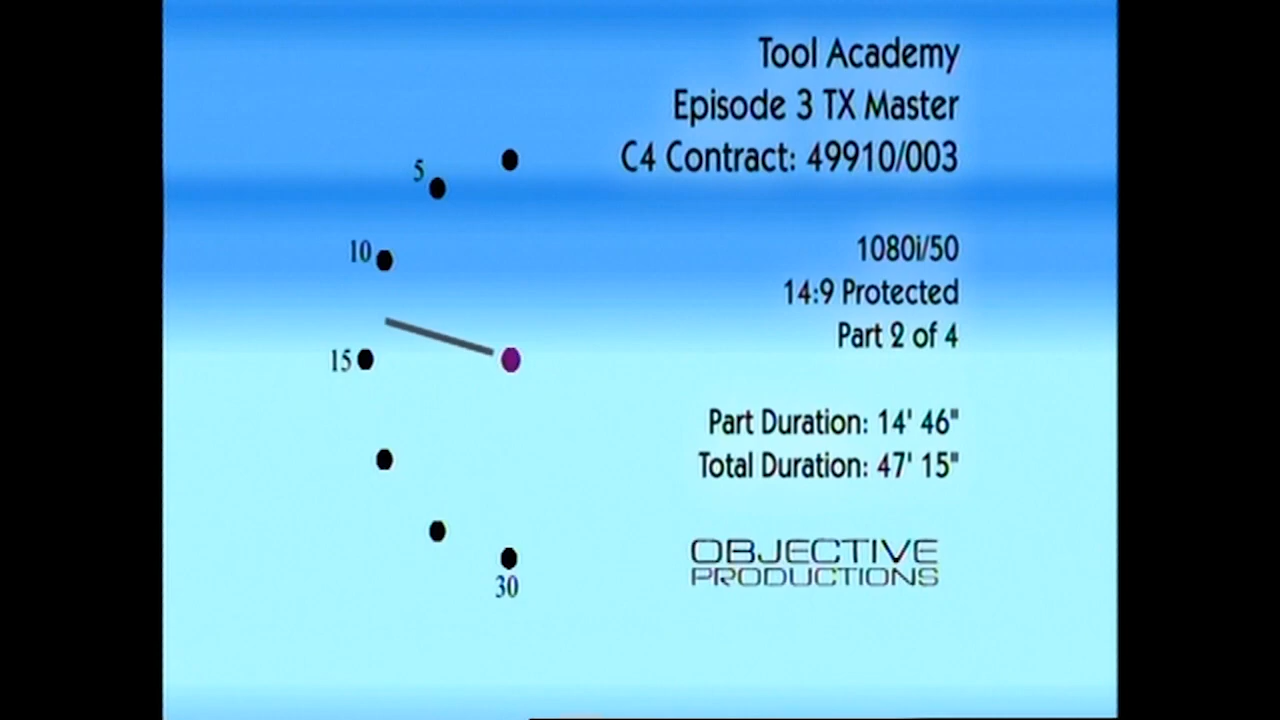 Tool Academy
Episode 3 TX Master
C4 Contract: 49910/003
5
10
15
30
1080i/50
14:9 Protected
Part 2 of 4
Part Duration: 14' 46"
Total Duration: 47' 15"
OBJECTIVE
PRODUCTIONS